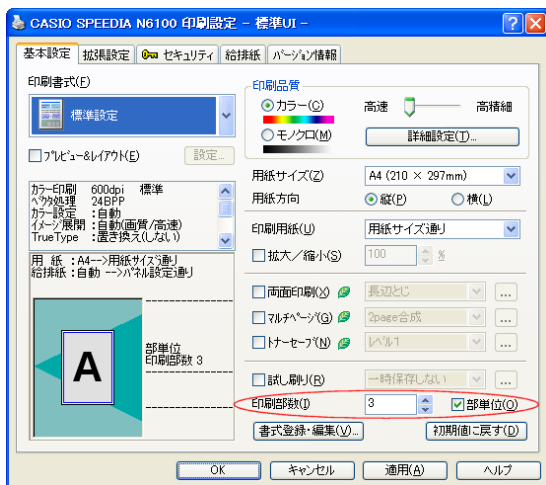 CASIO SPEEDIA N6100 印刷設定 - 標準UI -
基本設定 拡張設定 セキュリティ 給排紙 バージョン情報
印刷書式(F)
標準設定
プレビュー&レイアウト(E) 設定...
カラー印刷 600dpi 標準
ベクタ処理 24BPP
カラー設定 :自動
イメージ展開 :自動(画質/高速)
TrueType :置き換え(しない)
用 紙 :A4-->用紙サイズ通り
給排紙 :自動 -->パネル設定通り
A
部単位
印刷部数 3
印刷品質
カラー(C) 高速 高精細
モノクロ(M) 詳細設定(T)...
用紙サイズ(Z) A4 (210 × 297mm)
用紙方向 縦(P) 横(L)
印刷用紙(U) 用紙サイズ通り
拡大/縮小(S) 100 %
両面印刷(X) 長辺とじ ...
マルチページ(G) 2page合成 ...
トナーセーブ(N) レベル1 ...
試し刷り(R) 一時保存しない ...
印刷部数(I) 3 部単位(O)
書式登録・編集(V)... 初期値に戻す(D)
OK キャンセル 適用(A) ヘルプ